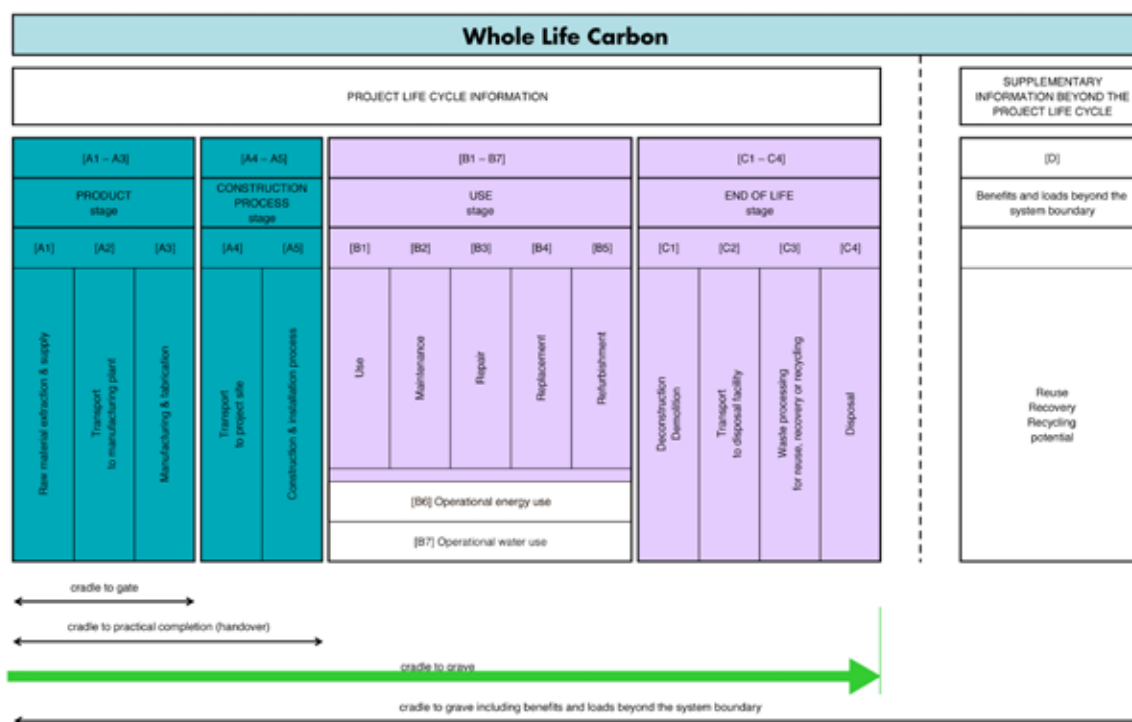 Whole Life Carbon
PROJECT LIFE CYCLE INFORMATION
SUPPLEMENTARY
INFORMATION BEYOND THE
PROJECT LIFE CYCLE
[A1 – A3]
[A4 – A5]
[B1 – B7]
[C1 – C4]
[D]
PRODUCT
stage
CONSTRUCTION
PROCESS
stage
USE
stage
END OF LIFE
stage
Benefits and loads beyond the
system boundary
[A1]
[A2]
[A3]
[A4]
[A5]
[B1]
[B2]
[B3]
[B4]
[B5]
[C1]
[C2]
[C3]
[C4]
Raw material extraction & supply
Transport
to manufacturing plant
Manufacturing & fabrication
Transport
to project site
Construction & installation process
Use
Maintenance
Repair
Replacement
Refurbishment
Deconstruction
Demolition
Transport
to disposal facility
Waste processing
for reuse, recovery or recycling
Disposal
Reuse
Recovery
Recycling
potential
[B6] Operational energy use
[B7] Operational water use
cradle to gate
cradle to practical completion (handover)
cradle to grave
cradle to grave including benefits and loads beyond the system boundary